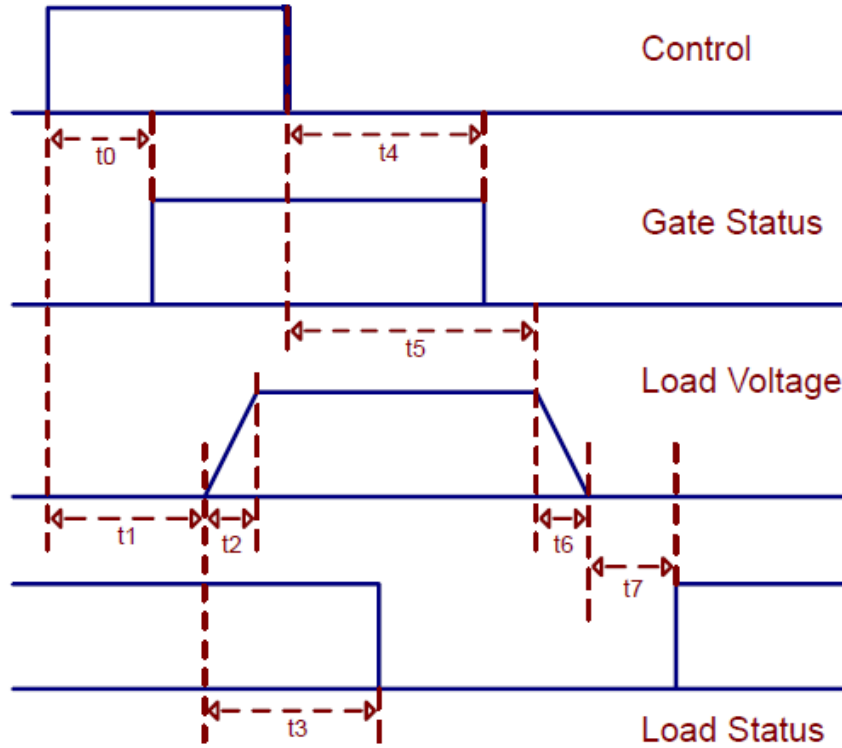 Control
t0
t4
Gate Status
t5
Load Voltage
t1
t2
t6
t7
t3
Load Status